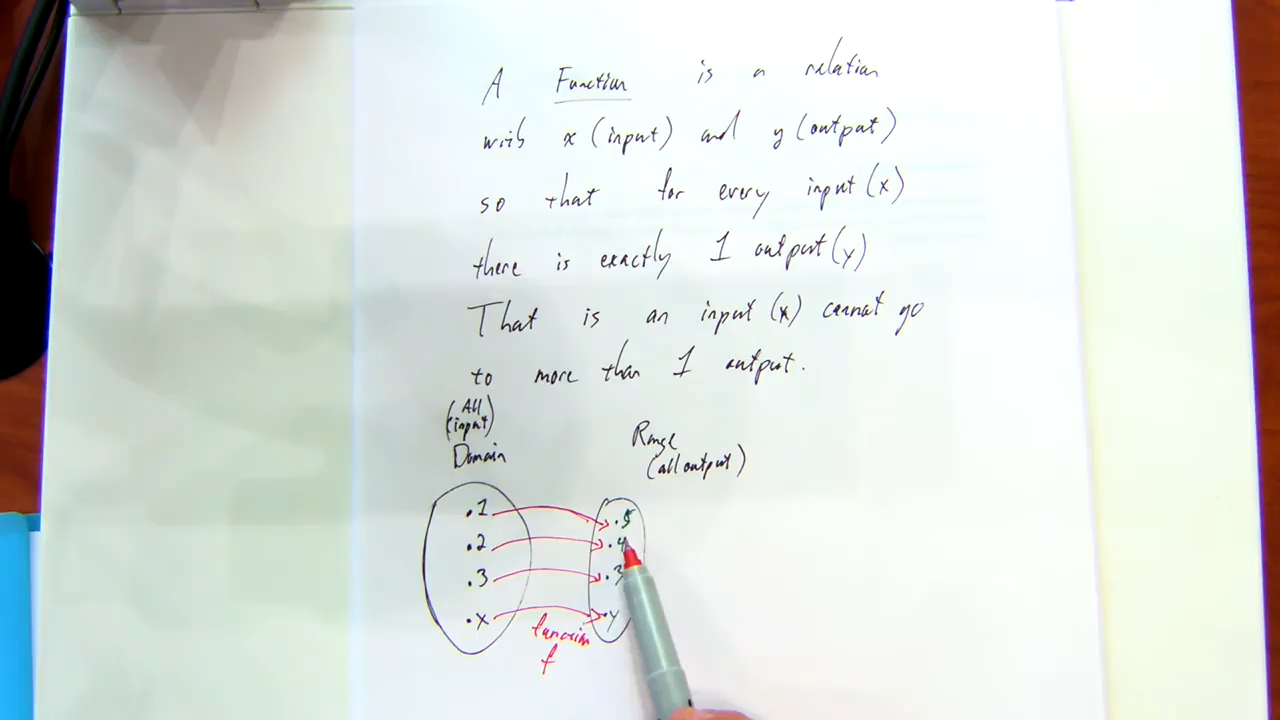 A Function is a relation
with x (input) and y (output)
so that for every input (x)
there is exactly 1 output (y)
That is an input (x) cannot go
to more than 1 output.
(All
input)
Domain
Range
(all output)
.1
.2
.3
.x
.5
.4
.3
.y
function
f